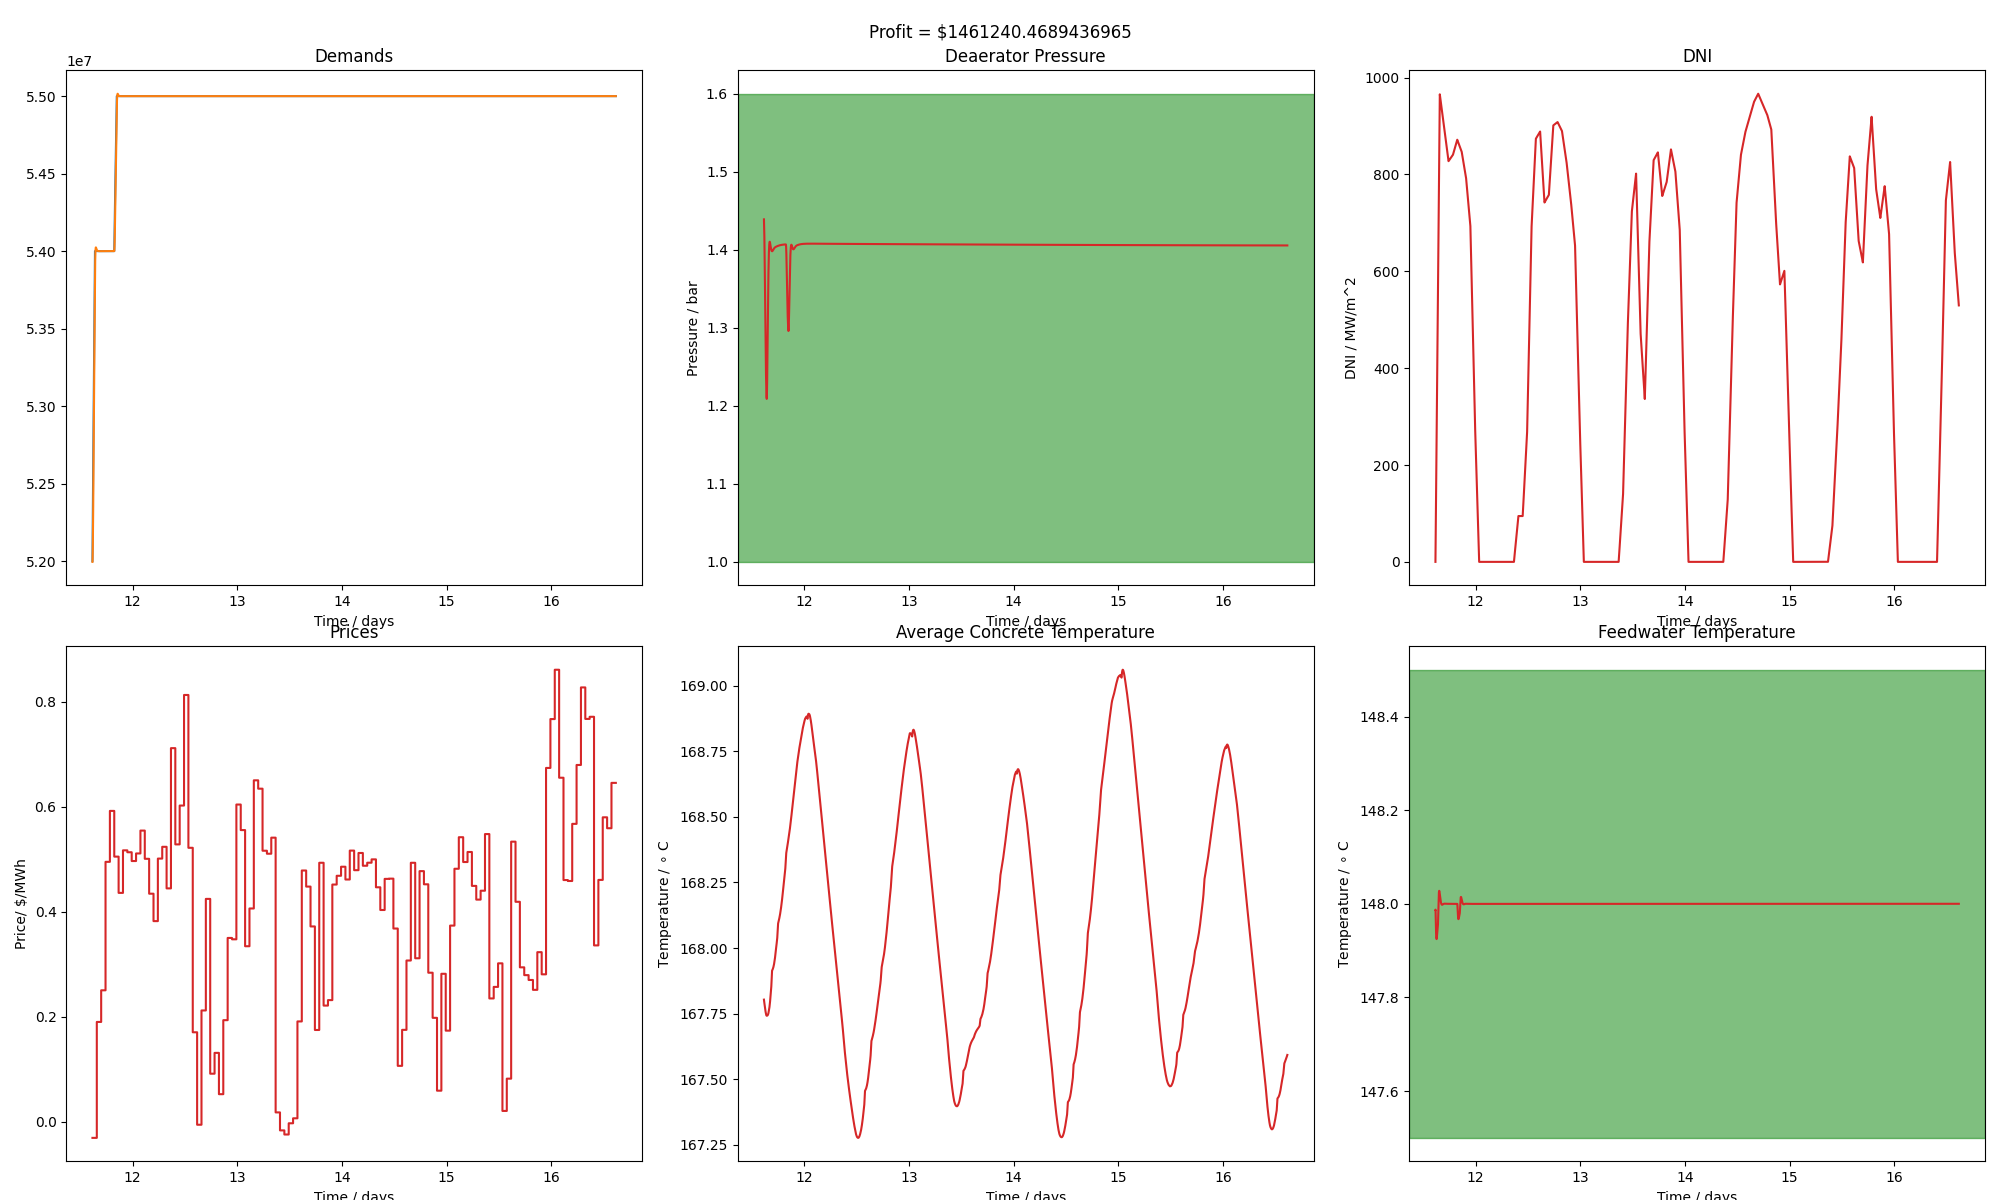 Profit = $1461240.4689436965
Demands
1e7
5.50
5.45
5.40
5.35
5.30
5.25
5.20
12 13 14 15 16
Time / days
Deaerator Pressure
Pressure / bar
1.6
1.5
1.4
1.3
1.2
1.1
1.0
12 13 14 15 16
Time / days
DNI
DNI / MW/m^2
1000
800
600
400
200
0
12 13 14 15 16
Time / days
Prices
Price/ $/MWh
0.8
0.6
0.4
0.2
0.0
12 13 14 15 16
Time / days
Average Concrete Temperature
Temperature / ∘ C
169.00
168.75
168.50
168.25
168.00
167.75
167.50
167.25
12 13 14 15 16
Time / days
Feedwater Temperature
Temperature / ∘ C
148.4
148.2
148.0
147.8
147.6
12 13 14 15 16
Time / days